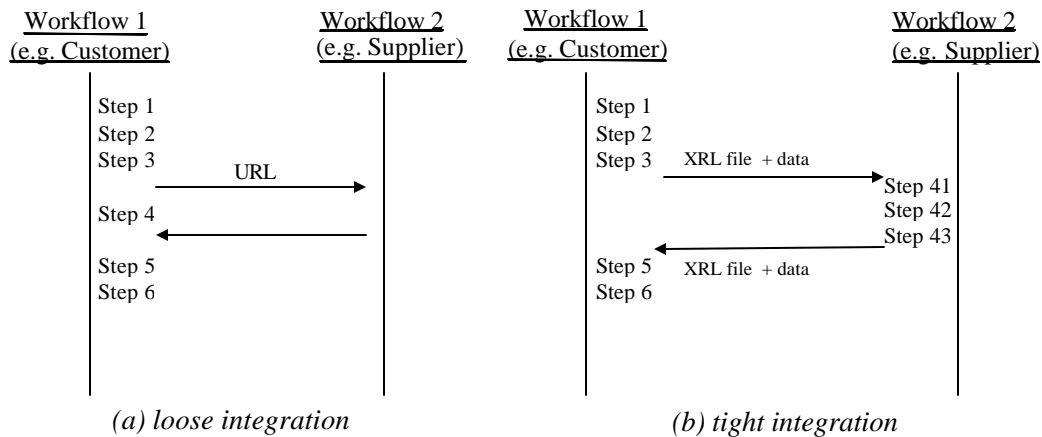 Workflow 1
(e.g. Customer)
Workflow 2
(e.g. Supplier)
Step 1
Step 2
Step 3
URL
Step 4
Step 5
Step 6
(a) loose integration
Workflow 1
(e.g. Customer)
Workflow 2
(e.g. Supplier)
Step 1
Step 2
Step 3
XRL file + data
Step 41
Step 42
Step 43
Step 5
XRL file + data
Step 6
(b) tight integration